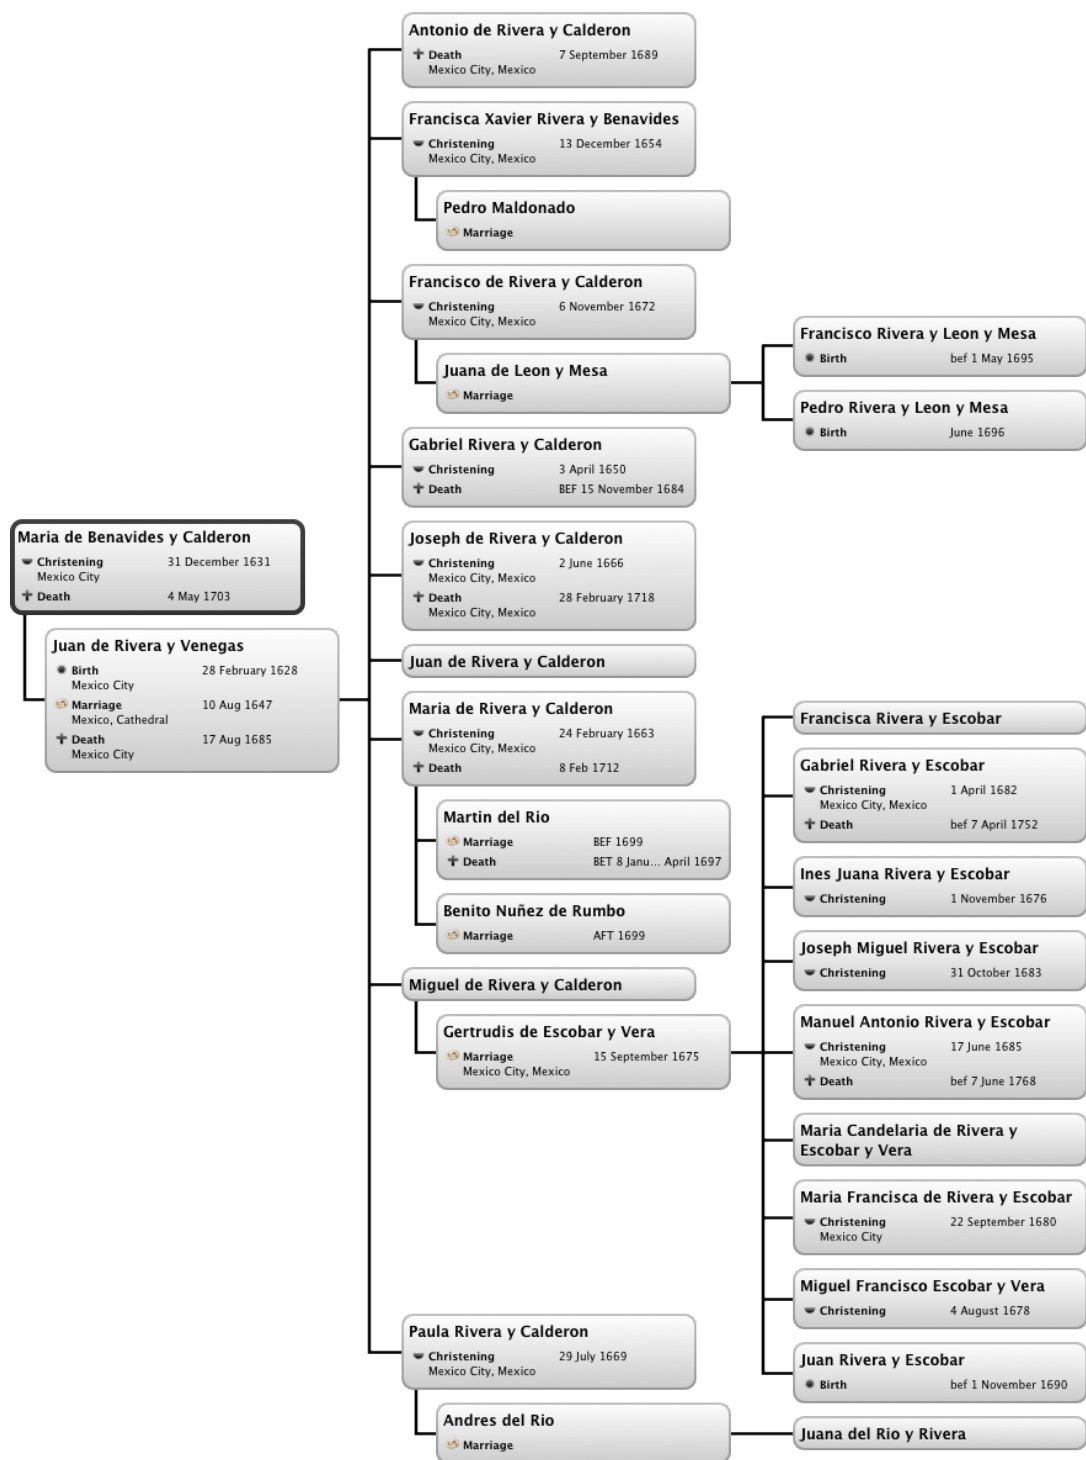 Antonio de Rivera y Calderon
Death 7 September 1689
Mexico City, Mexico
Francisca Xavier Rivera y Benavides
Christening 13 December 1654
Mexico City, Mexico
Pedro Maldonado
Marriage
Francisco de Rivera y Calderon
Christening 6 November 1672
Mexico City, Mexico
Juana de Leon y Mesa
Marriage
Francisco Rivera y Leon y Mesa
Birth bef 1 May 1695
Pedro Rivera y Leon y Mesa
Birth June 1696
Gabriel Rivera y Calderon
Christening 3 April 1650
Death BEF 15 November 1684
Maria de Benavides y Calderon
Christening 31 December 1631
Mexico City
Death 4 May 1703
Juan de Rivera y Venegas
Birth 28 February 1628
Mexico City
Marriage 10 Aug 1647
Mexico, Cathedral
Death 17 Aug 1685
Mexico City
Joseph de Rivera y Calderon
Christening 2 June 1666
Mexico City, Mexico
Death 28 February 1718
Mexico City, Mexico
Juan de Rivera y Calderon
Maria de Rivera y Calderon
Christening 24 February 1663
Mexico City, Mexico
Death 8 Feb 1712
Martin del Rio
Marriage BEF 1699
Death BET 8 Janu... April 1697
Benito Nuñez de Rumbo
Marriage AFT 1699
Miguel de Rivera y Calderon
Gertrudis de Escobar y Vera
Marriage 15 September 1675
Mexico City, Mexico
Francisca Rivera y Escobar
Gabriel Rivera y Escobar
Christening 1 April 1682
Mexico City, Mexico
Death bef 7 April 1752
Ines Juana Rivera y Escobar
Christening 1 November 1676
Joseph Miguel Rivera y Escobar
Christening 31 October 1683
Manuel Antonio Rivera y Escobar
Christening 17 June 1685
Mexico City, Mexico
Death bef 7 June 1768
Maria Candelaria de Rivera y
Escobar y Vera
Maria Francisca de Rivera y Escobar
Christening 22 September 1680
Mexico City
Miguel Francisco Escobar y Vera
Christening 4 August 1678
Juan Rivera y Escobar
Birth bef 1 November 1690
Paula Rivera y Calderon
Christening 29 July 1669
Mexico City, Mexico
Andres del Rio
Marriage
Juana del Rio y Rivera